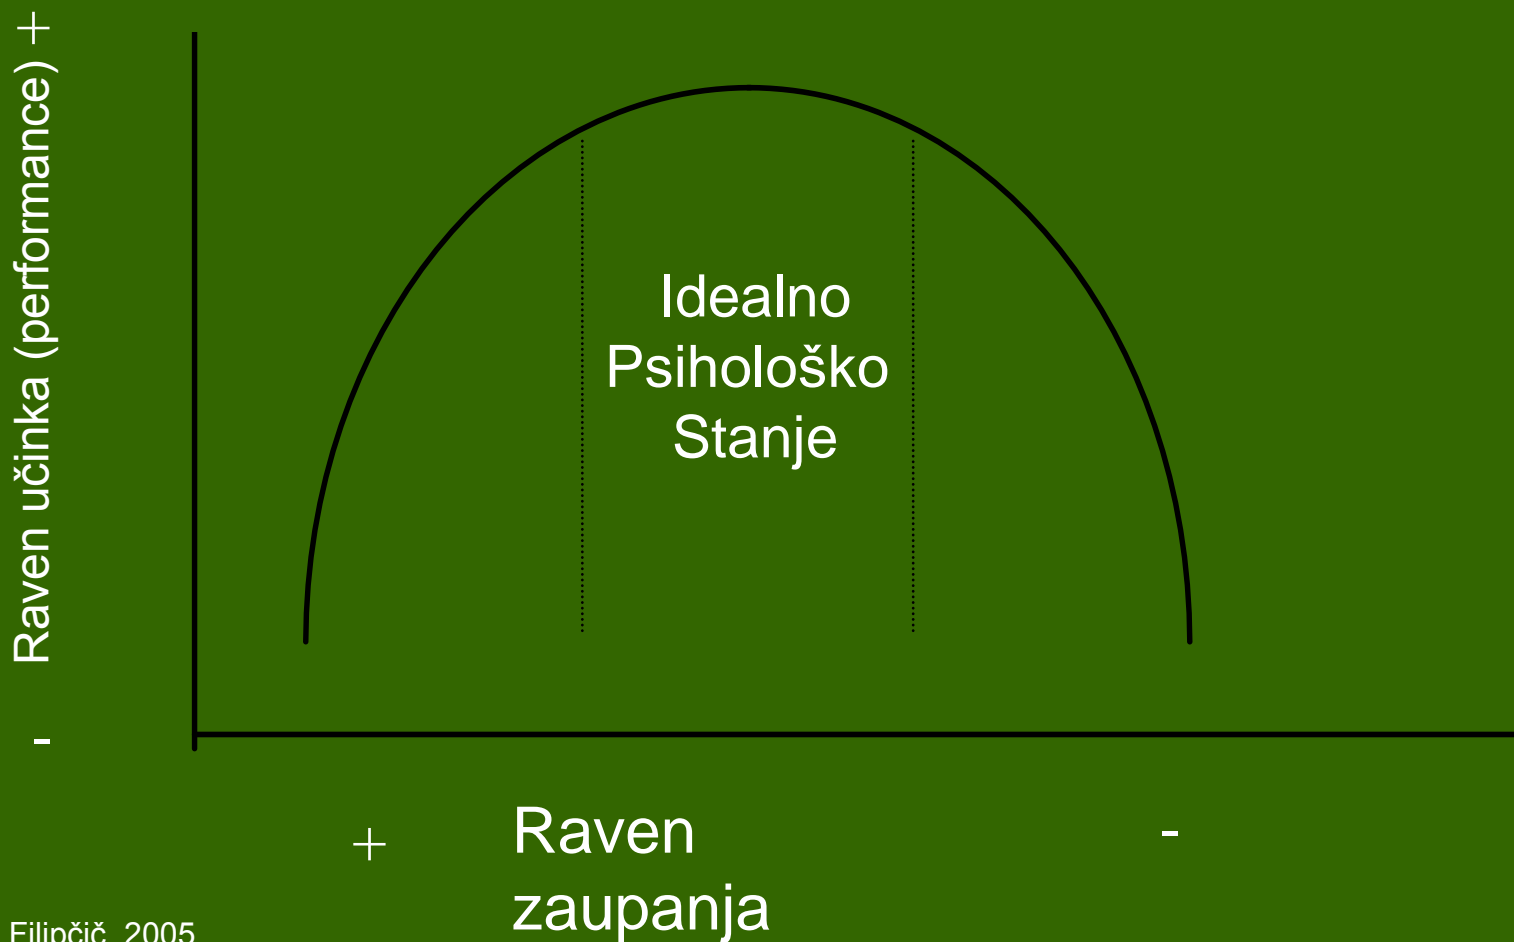 Raven učinka (performance) +
-
Idealno
Psihološko
Stanje
+
Raven
zaupanja
-
Filipčič, 2005